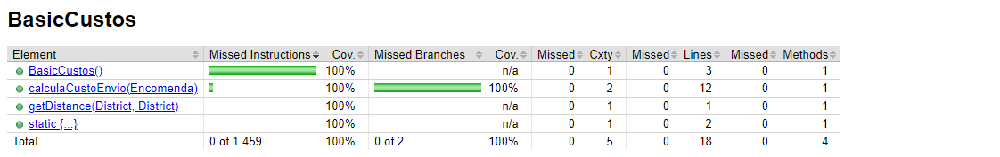 BasicCustos
Element Missed Instructions Cov. Missed Branches Cov. Missed Cxty Missed Lines Missed Methods
BasicCustos() 100% n/a 0 1 0 3 0 1
calculaCustoEnvio(Encomenda) 100% 100% 0 2 0 12 0 1
getDistance(District, District) 100% n/a 0 1 0 1 0 1
static {...} 100% n/a 0 1 0 2 0 1
Total 0 of 1 459 100% 0 of 2 100% 0 5 0 18 0 4